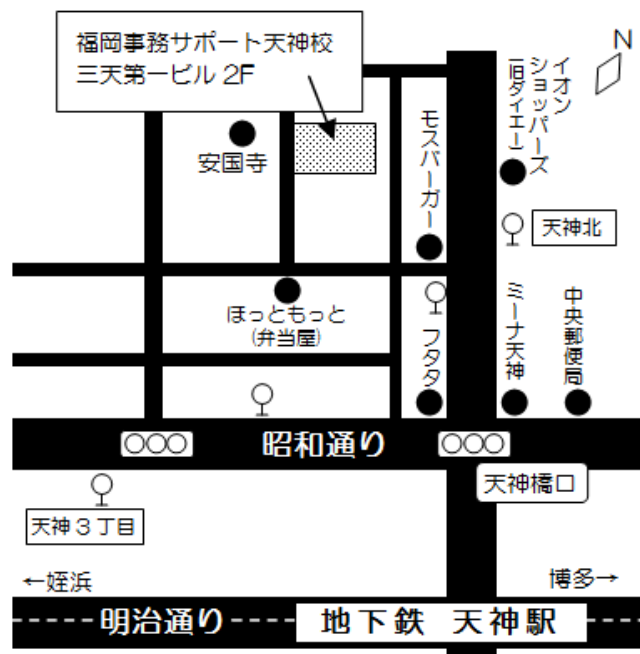 福岡事務サポート天神校
三天第一ビル 2F
N
イオン
ショッパーズ
(旧ダイエー)
モスバーガー
安国寺
天神北
ほっともっと
(弁当屋)
フタタ
ミーナ天神
中央郵便局
昭和通り
天神橋口
天神3丁目
←姪浜
博多→
明治通り
地下鉄 天神駅